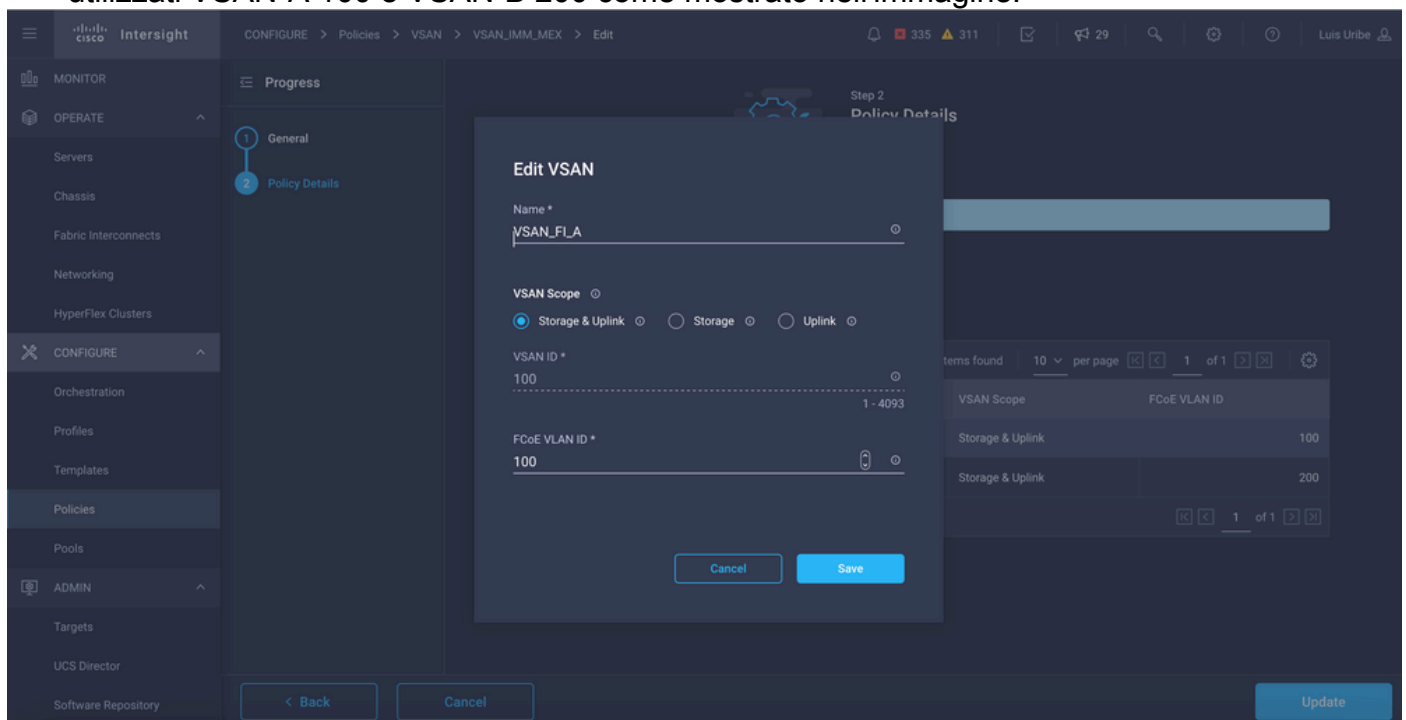 utilizzati VSAN-A 100 e VSAN-B 200 come mostrato nell'immagine.
cisco Intersight
CONFIGURE > Policies > VSAN > VSAN_IMM_MEX > Edit
335 311 29 Luis Uribe
MONITOR
OPERATE
Servers
Chassis
Fabric Interconnects
Networking
HyperFlex Clusters
CONFIGURE
Orchestration
Profiles
Templates
Policies
Pools
ADMIN
Targets
UCS Director
Software Repository
Progress
1 General
2 Policy Details
Step 2
Policy Details
Edit VSAN
Name *
VSAN_FI_A
VSAN Scope
Storage & Uplink Storage Uplink
VSAN ID *
100
1 - 4093
FCoE VLAN ID *
100
Cancel Save
tems found 10 per page 1 of 1
VSAN Scope FCoE VLAN ID
Storage & Uplink 100
Storage & Uplink 200
1 of 1
< Back Cancel Update